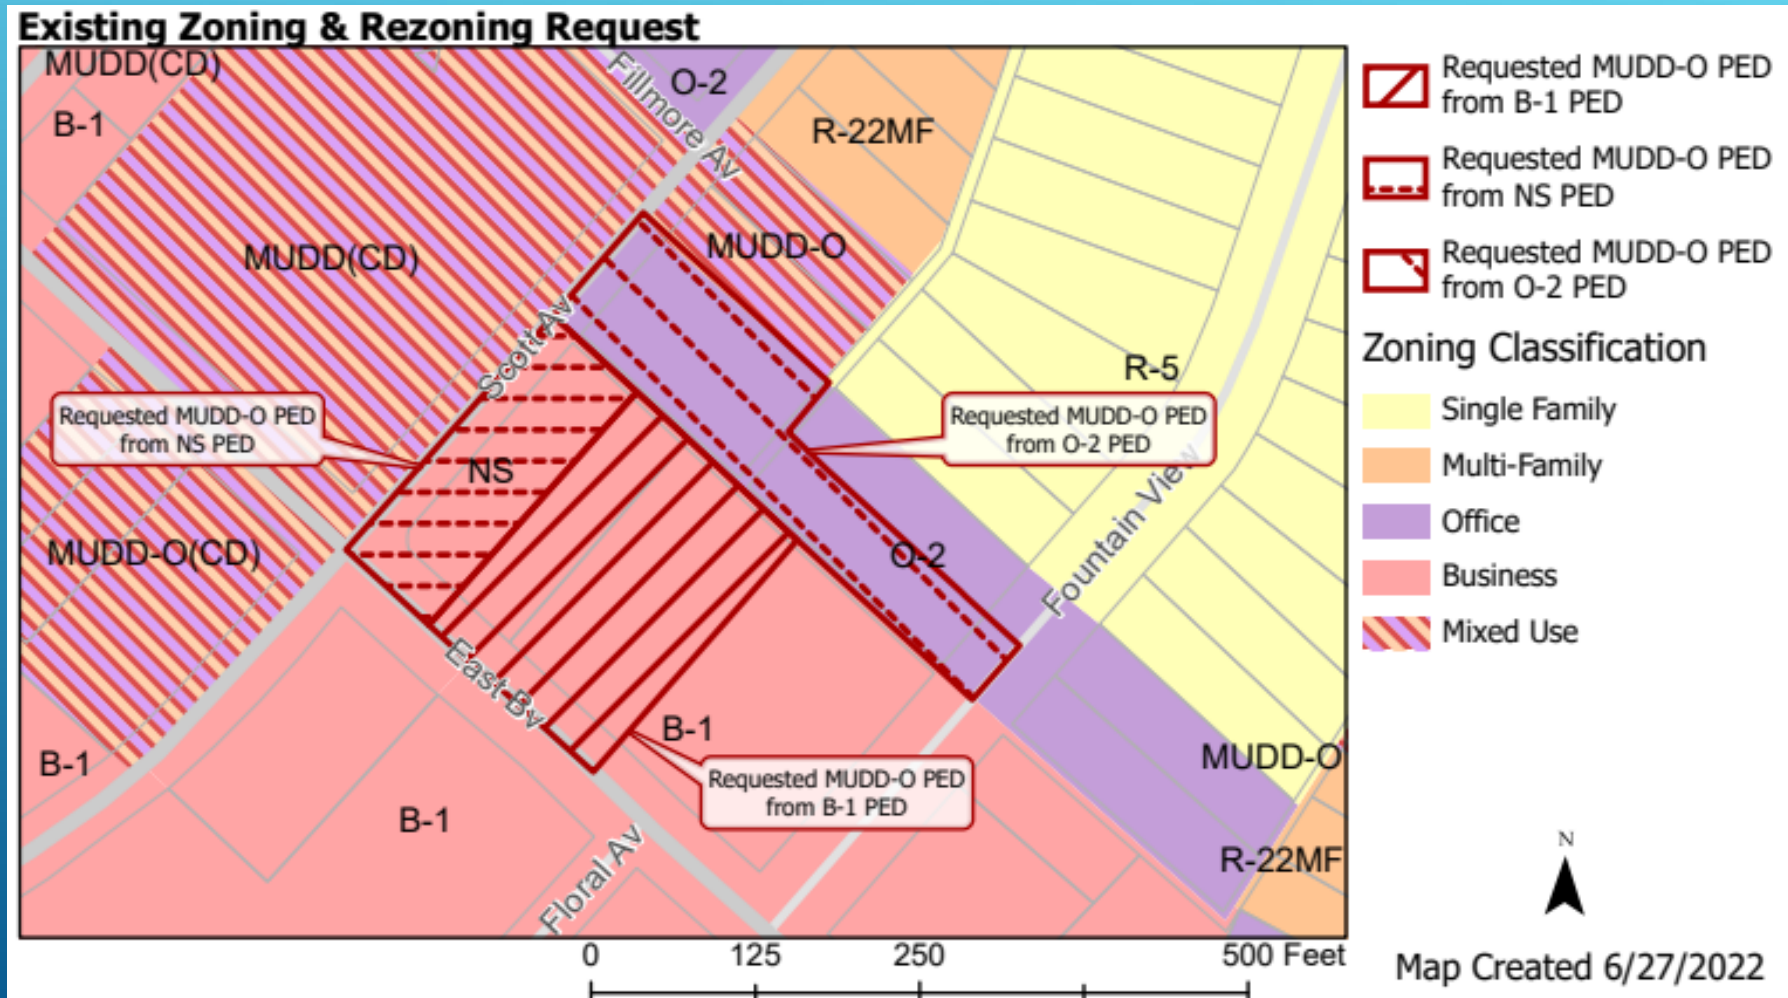 Existing Zoning & Rezoning Request
MUDD(CD)
B-1
O-2
Fillmore Av
R-22MF
MUDD-O
MUDD(CD)
Scott Av
R-5
Requested MUDD-O PED
from NS PED
Requested MUDD-O PED
from O-2 PED
NS
MUDD-O(CD)
O-2
Fountain View
East Bv
B-1
B-1
Requested MUDD-O PED
from B-1 PED
B-1
MUDD-O
R-22MF
Floral Av
0 125 250 500 Feet
Requested MUDD-O PED
from B-1 PED
Requested MUDD-O PED
from NS PED
Requested MUDD-O PED
from O-2 PED
Zoning Classification
Single Family
Multi-Family
Office
Business
Mixed Use
N
Map Created 6/27/2022